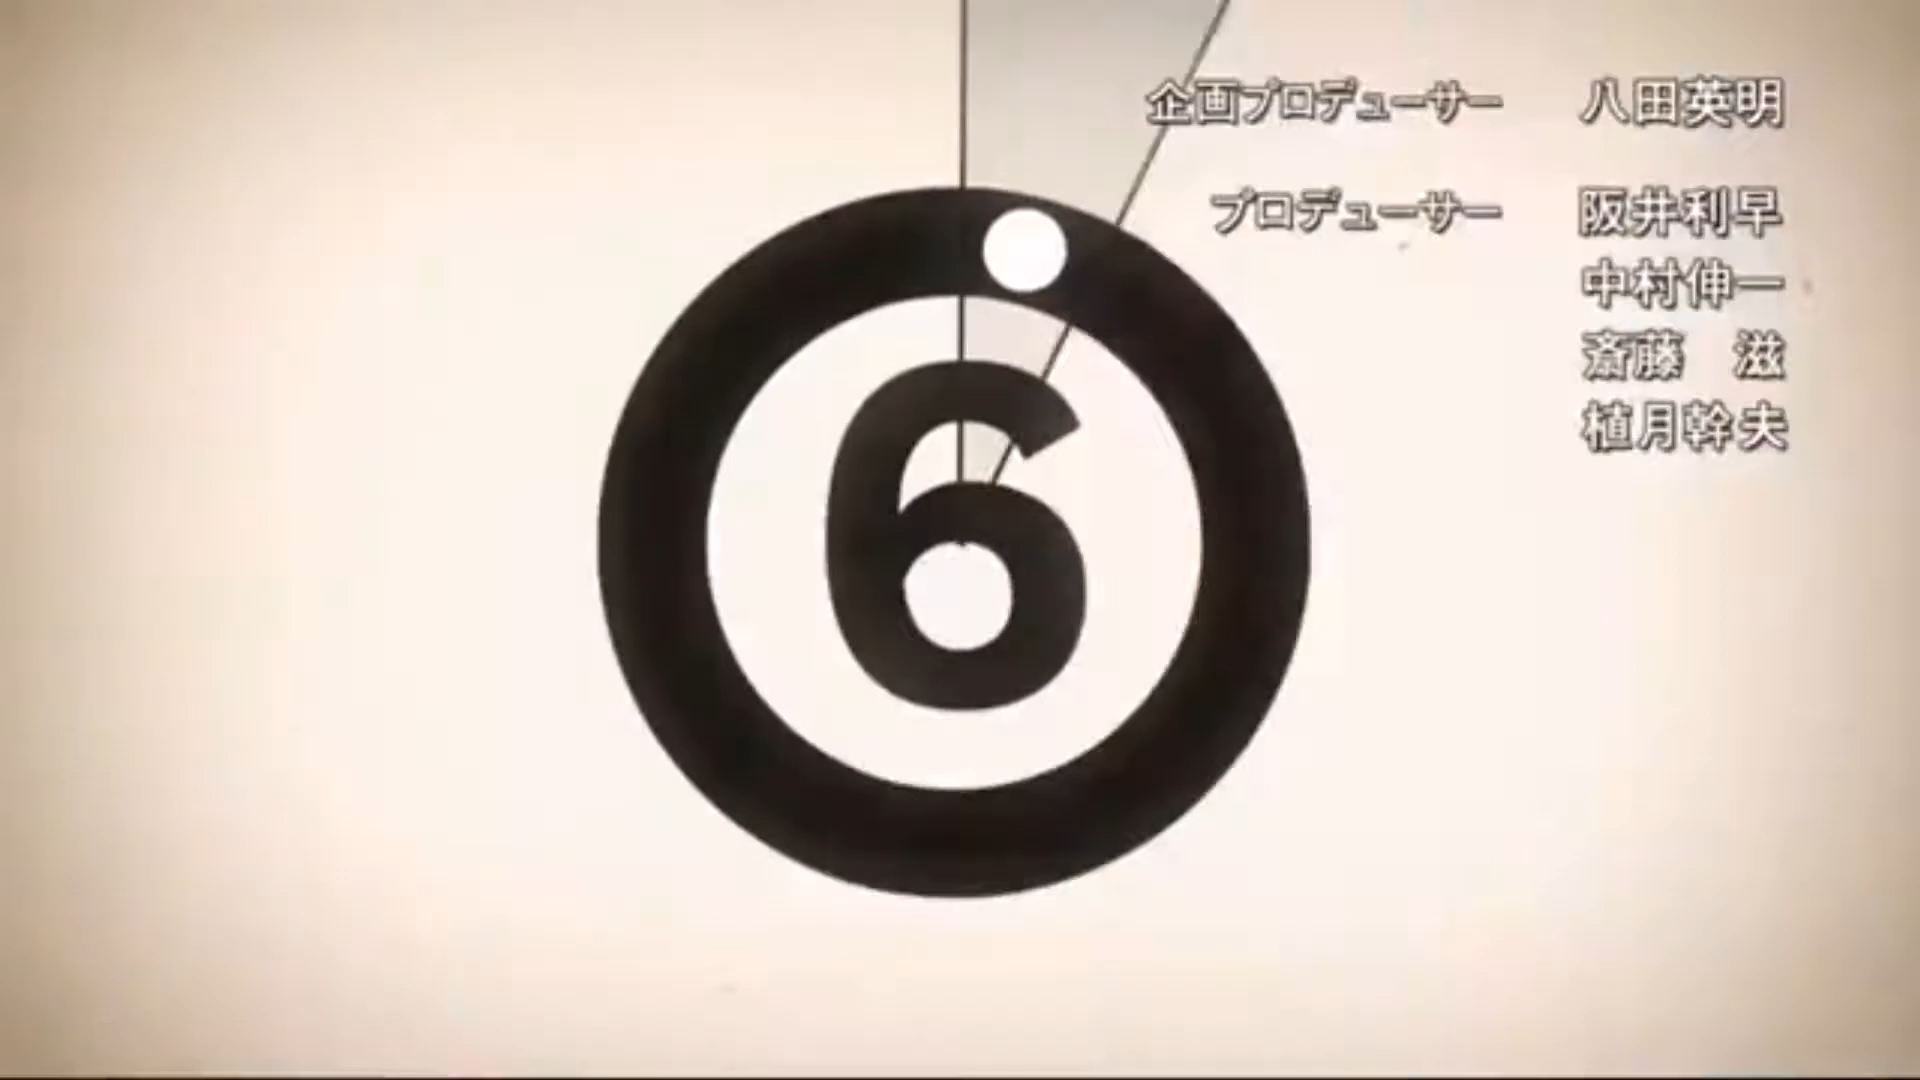 企画プロデューサー　八田英明
プロデューサー　阪井利早
中村伸一
斎藤　滋
植月幹夫
6